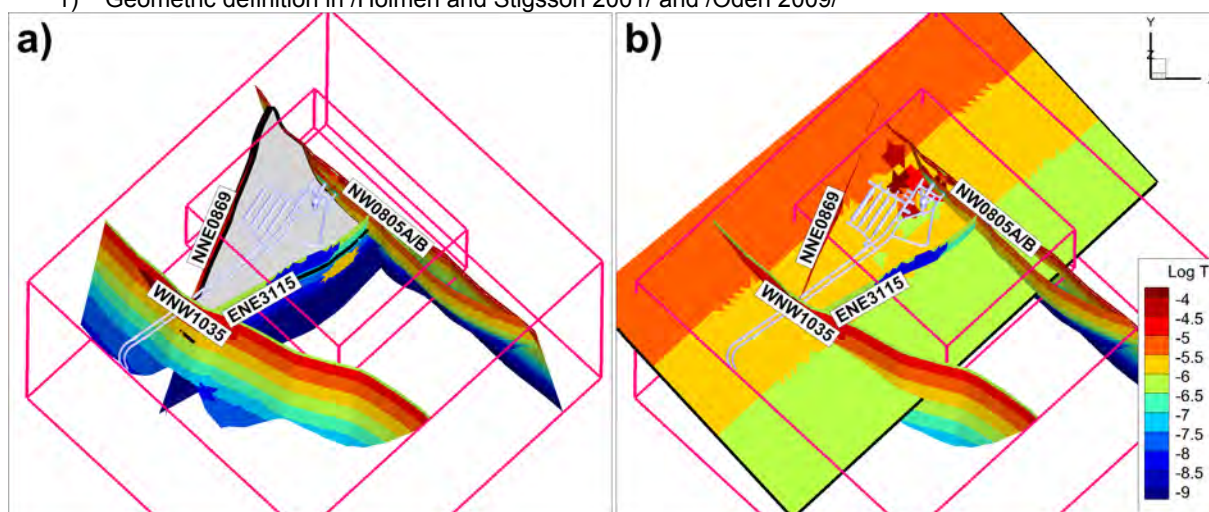 1) Geometric definition in /Holmén and Stigsson 2001/ and /Odén 2009/
a)
NNE0869
NW0805A/B
WNW1035
ENE3115
b)
Y
Z
NNE0869
NW0805A/B
WNW1035
ENE3115
Log T
-4
-4.5
-5
-5.5
-6
-6.5
-7
-7.5
-8
-8.5
-9